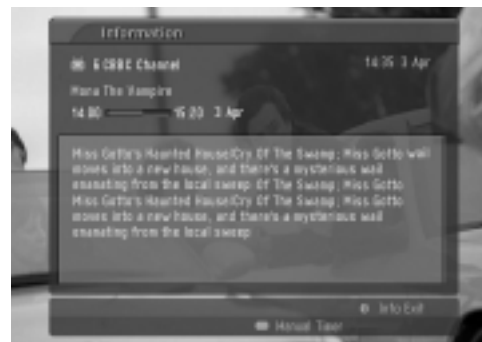 Information
6 CBBC Channel 14:35 3 Apr
Mona The Vampire
14:00 15:20 3 Apr
Miss Gotto's Haunted House/Cry Of The Swamp; Miss Gotto wail
moves into a new house, and there's a mysterious wail
emanating from the local swamp Of The Swamp; Miss Gotto
Miss Gotto's Haunted House/Cry Of The Swamp; Miss Gotto
moves into a new house, and there's a mysterious wail
emanating from the local swamp
Info Exit
Manual Timer